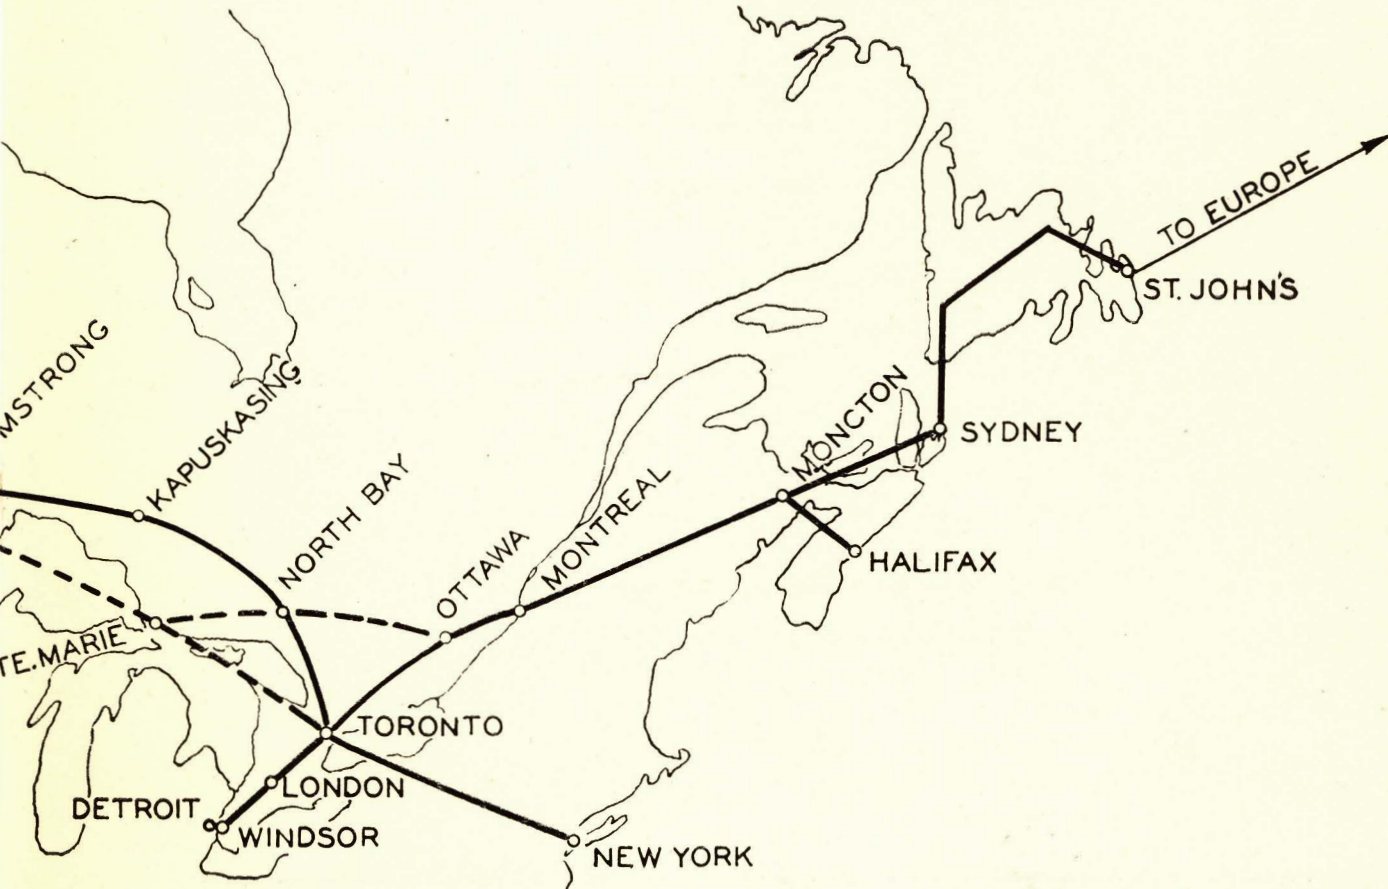 TO EUROPE
ST. JOHN'S
MSTRONG
KAPUSKASING
MONCTON
SYDNEY
NORTH BAY
OTTAWA
MONTREAL
HALIFAX
TE. MARIE
TORONTO
LONDON
DETROIT
WINDSOR
NEW YORK